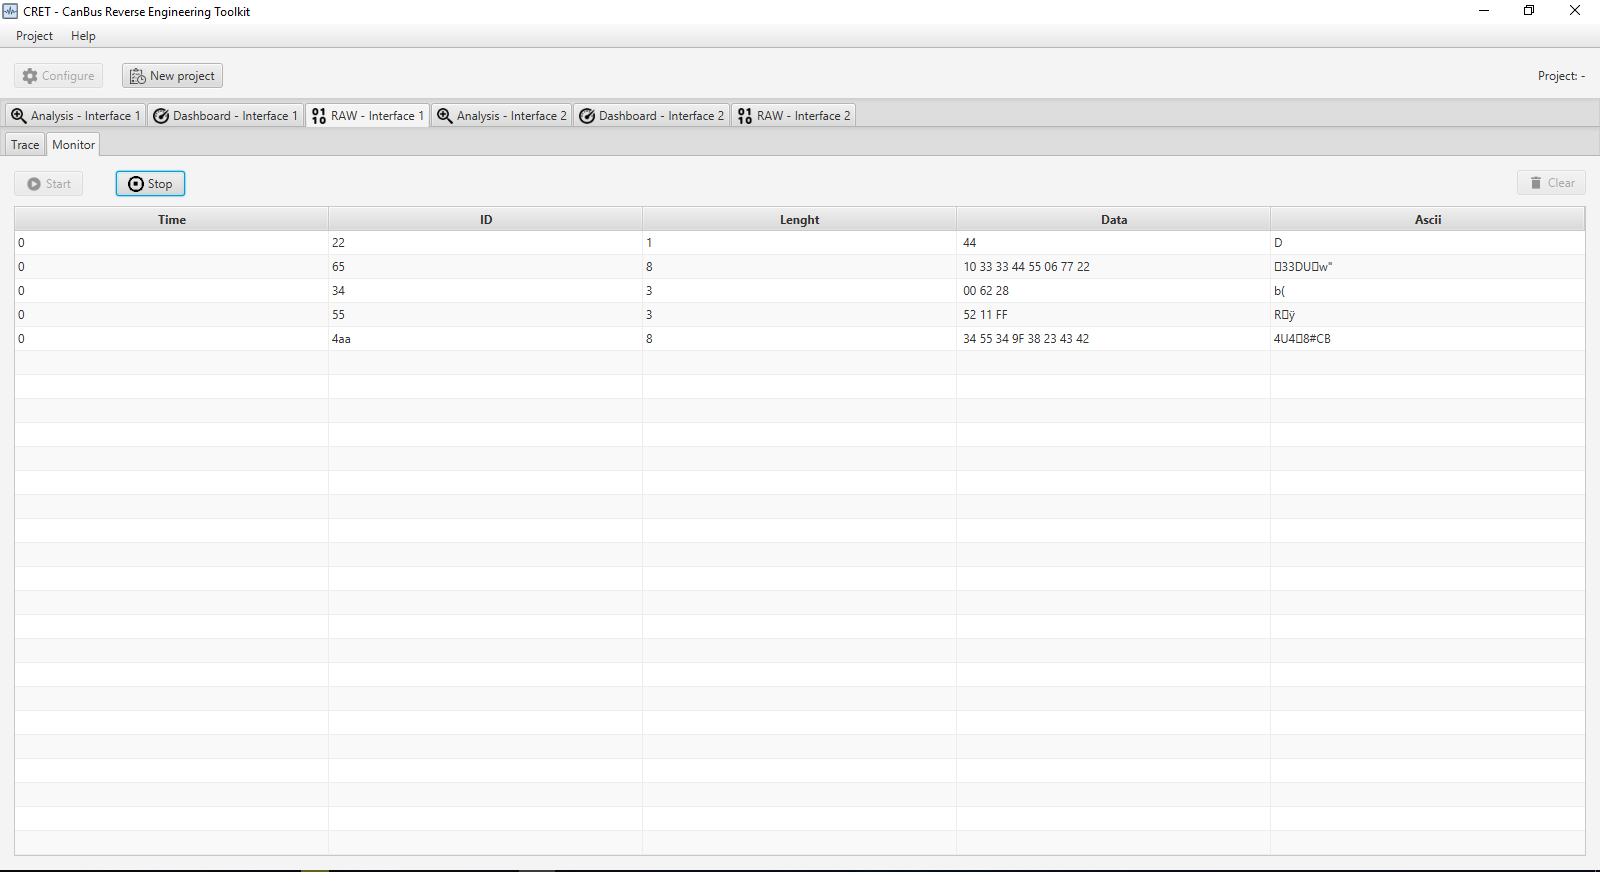 CRET - CanBus Reverse Engineering Toolkit
Project Help
Configure New project Project: -
Analysis - Interface 1 Dashboard - Interface 1 RAW - Interface 1 Analysis - Interface 2 Dashboard - Interface 2 RAW - Interface 2
Trace Monitor
Start Stop Clear
Time ID Lenght Data Ascii
0 22 1 44 D
0 65 8 10 33 33 44 55 06 77 22 □33DU□w"
0 34 3 00 62 28 b(
0 55 3 52 11 FF R□ÿ
0 4aa 8 34 55 34 9F 38 23 43 42 4U4□8#CB